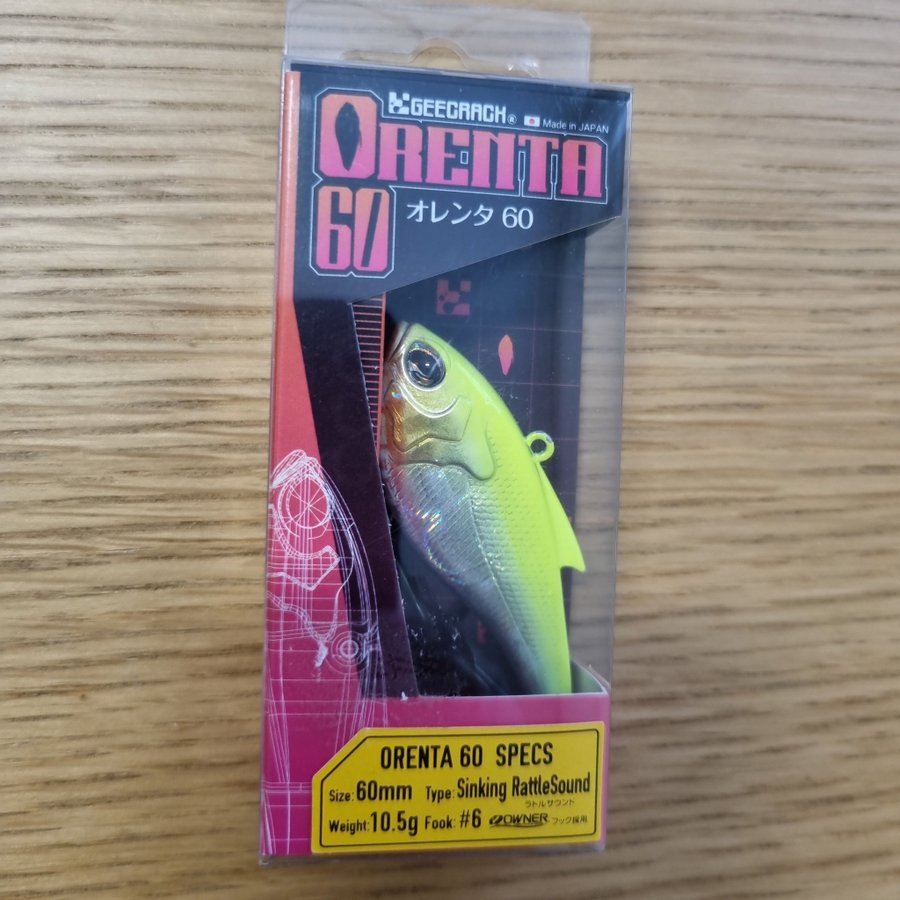 GEECRACK®
Made in JAPAN
ORENTA
60
オレンタ 60
ORENTA 60 SPECS
Size: 60mm Type: Sinking RattleSound
ラトルサウンド
Weight: 10.5g Fook: #6 OWNER フック採用